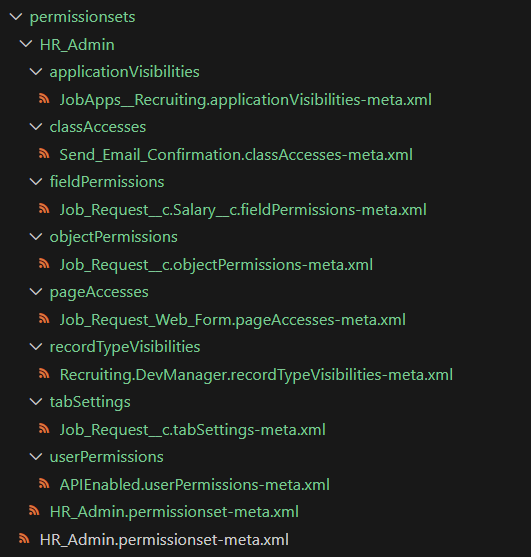 permissionsets
HR_Admin
applicationVisibilities
JobApps__Recruiting.applicationVisibilities-meta.xml
classAccesses
Send_Email_Confirmation.classAccesses-meta.xml
fieldPermissions
Job_Request__c.Salary__c.fieldPermissions-meta.xml
objectPermissions
Job_Request__c.objectPermissions-meta.xml
pageAccesses
Job_Request_Web_Form.pageAccesses-meta.xml
recordTypeVisibilities
Recruiting.DevManager.recordTypeVisibilities-meta.xml
tabSettings
Job_Request__c.tabSettings-meta.xml
userPermissions
APIEnabled.userPermissions-meta.xml
HR_Admin.permissionset-meta.xml
HR_Admin.permissionset-meta.xml